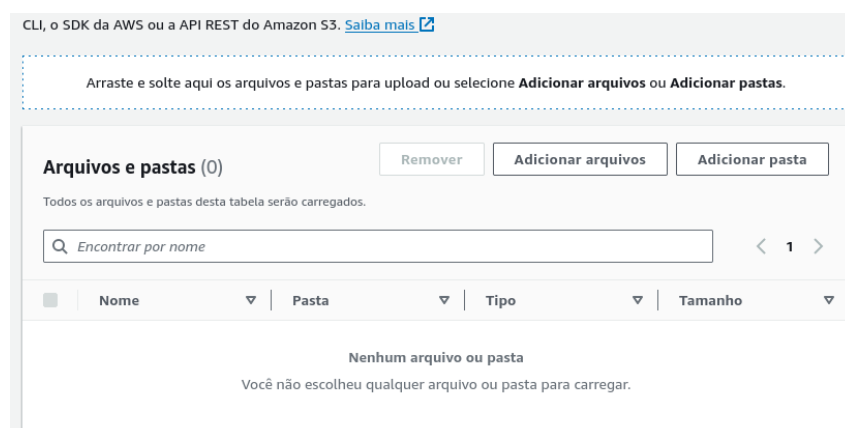 CLI, o SDK da AWS ou a API REST do Amazon S3. Saiba mais
Arraste e solte aqui os arquivos e pastas para upload ou selecione Adicionar arquivos ou Adicionar pastas.
Arquivos e pastas (0)
Remover
Adicionar arquivos
Adicionar pasta
Todos os arquivos e pastas desta tabela serão carregados.
Encontrar por nome
1
Nome
Pasta
Tipo
Tamanho
Nenhum arquivo ou pasta
Você não escolheu qualquer arquivo ou pasta para carregar.